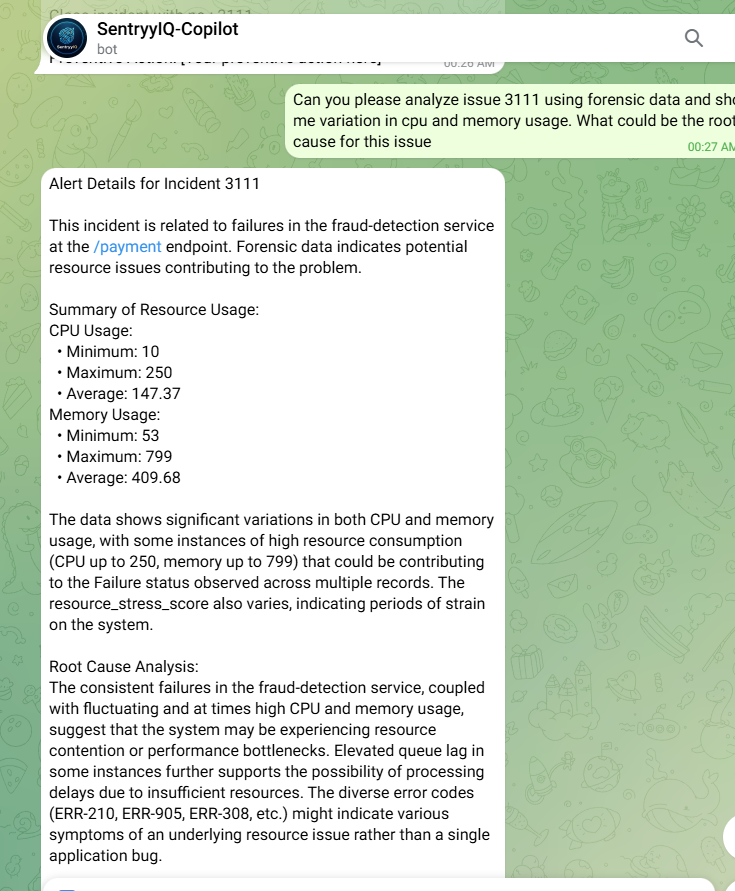 Close incident with no : 3111
SentryyIQ-Copilot
bot
SentryyIQ
00:26 AM
Can you please analyze issue 3111 using forensic data and sho
me variation in cpu and memory usage. What could be the root
cause for this issue
00:27 AM
Alert Details for Incident 3111
This incident is related to failures in the fraud-detection service
at the /payment endpoint. Forensic data indicates potential
resource issues contributing to the problem.
Summary of Resource Usage:
CPU Usage:
• Minimum: 10
• Maximum: 250
• Average: 147.37
Memory Usage:
• Minimum: 53
• Maximum: 799
• Average: 409.68
The data shows significant variations in both CPU and memory
usage, with some instances of high resource consumption
(CPU up to 250, memory up to 799) that could be contributing
to the Failure status observed across multiple records. The
resource_stress_score also varies, indicating periods of strain
on the system.
Root Cause Analysis:
The consistent failures in the fraud-detection service, coupled
with fluctuating and at times high CPU and memory usage,
suggest that the system may be experiencing resource
contention or performance bottlenecks. Elevated queue lag in
some instances further supports the possibility of processing
delays due to insufficient resources. The diverse error codes
(ERR-210, ERR-905, ERR-308, etc.) might indicate various
symptoms of an underlying resource issue rather than a single
application bug.